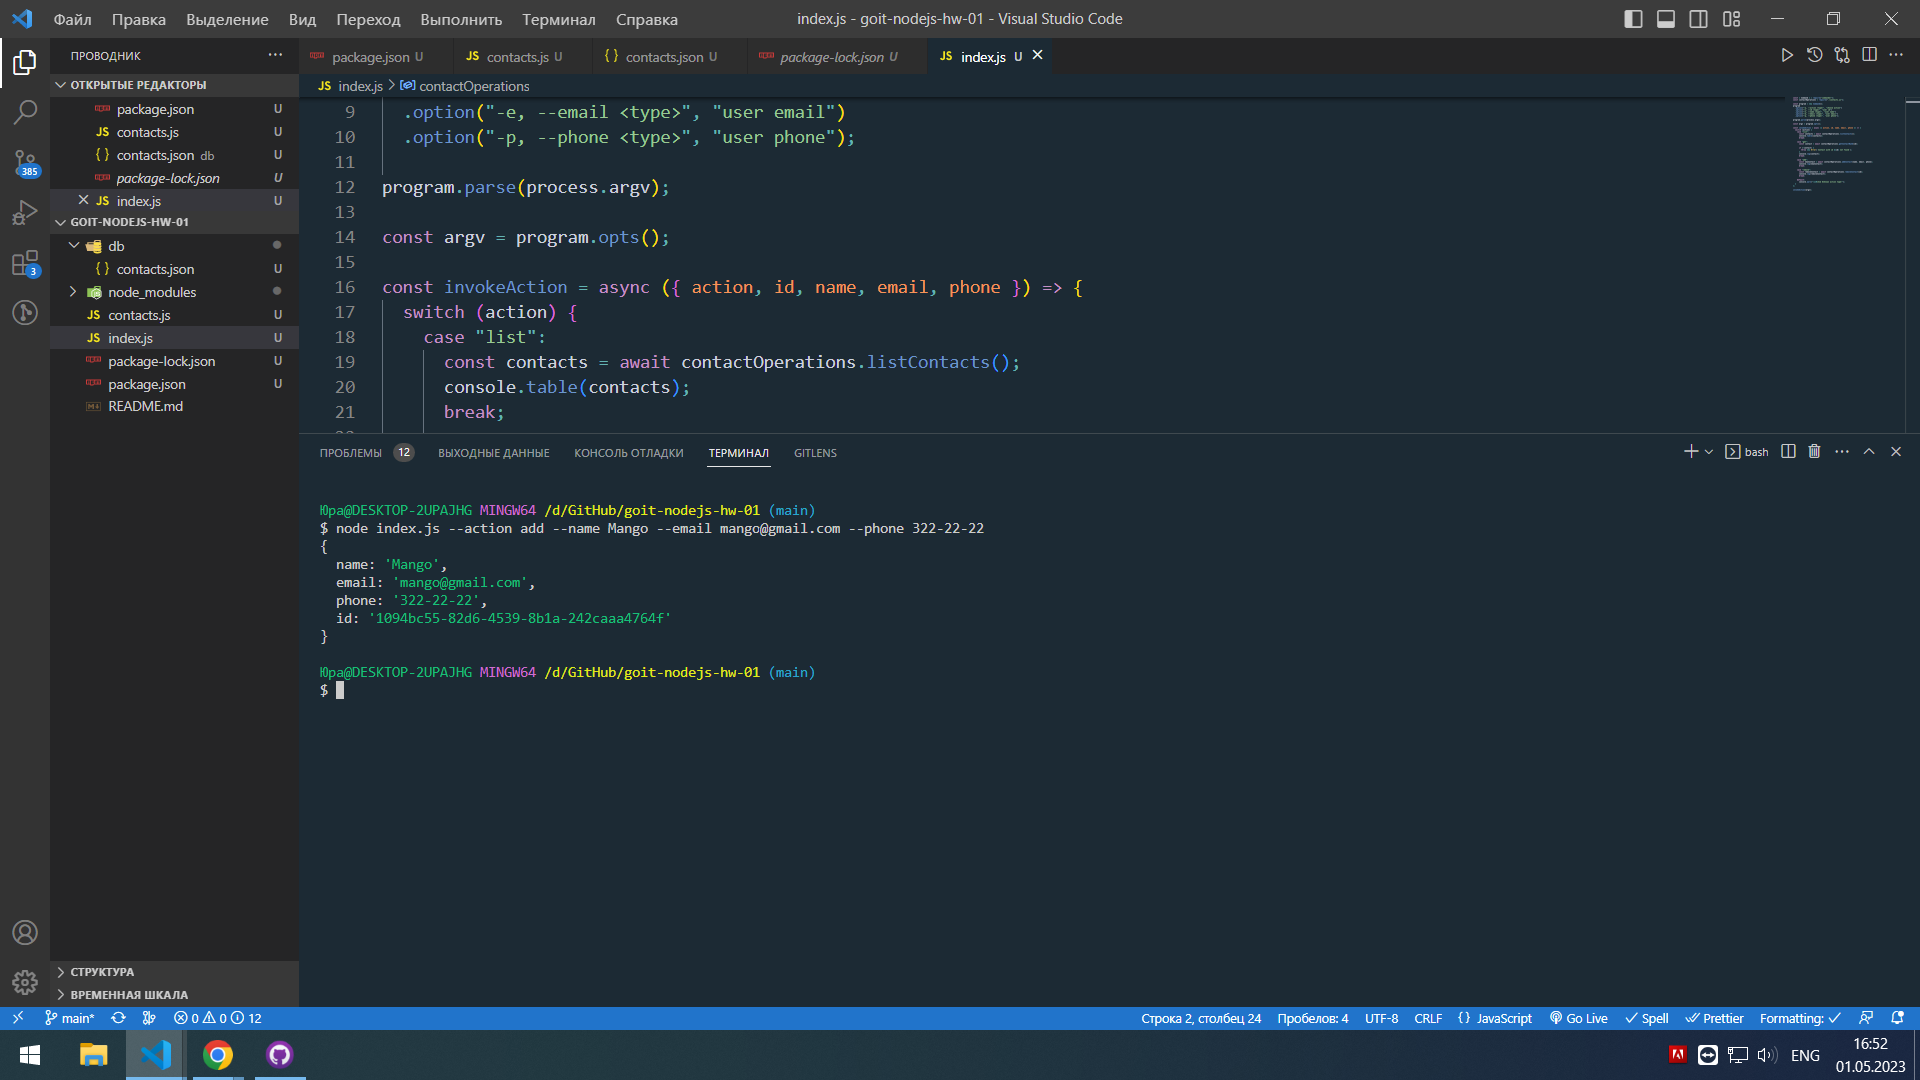 Файл Правка Выделение Вид Переход Выполнить Терминал Справка
index.js - goit-nodejs-hw-01 - Visual Studio Code
ПРОВОДНИК
ОТКРЫТЫЕ РЕДАКТОРЫ
package.json U
JS contacts.js U
{ } contacts.json db U
package-lock.json U
JS index.js U
GOIT-NODEJS-HW-01
db
{ } contacts.json U
node_modules
JS contacts.js U
JS index.js U
package-lock.json U
package.json U
README.md
СТРУКТУРА
ВРЕМЕННАЯ ШКАЛА
385
3
package.json U
JS contacts.js U
{ } contacts.json U
package-lock.json U
JS index.js U
JS index.js > contactOperations
9 .option("-e, --email <type>", "user email")
10 .option("-p, --phone <type>", "user phone");
11
12 program.parse(process.argv);
13
14 const argv = program.opts();
15
16 const invokeAction = async ({ action, id, name, email, phone }) => {
17 switch (action) {
18 case "list":
19 const contacts = await contactOperations.listContacts();
20 console.table(contacts);
21 break;
ПРОБЛЕМЫ 12 ВЫХОДНЫЕ ДАННЫЕ КОНСОЛЬ ОТЛАДКИ ТЕРМИНАЛ GITLENS
bash
Юра@DESKTOP-2UPAJHG MINGW64 /d/GitHub/goit-nodejs-hw-01 (main)
$ node index.js --action add --name Mango --email mango@gmail.com --phone 322-22-22
{
name: 'Mango',
email: 'mango@gmail.com',
phone: '322-22-22',
id: '1094bc55-82d6-4539-8b1a-242caaa4764f'
}
Юра@DESKTOP-2UPAJHG MINGW64 /d/GitHub/goit-nodejs-hw-01 (main)
$
main* 0 0 12
Строка 2, столбец 24 Пробелов: 4 UTF-8 CRLF { } JavaScript Go Live Spell Prettier Formatting:
ENG
16:52
01.05.2023